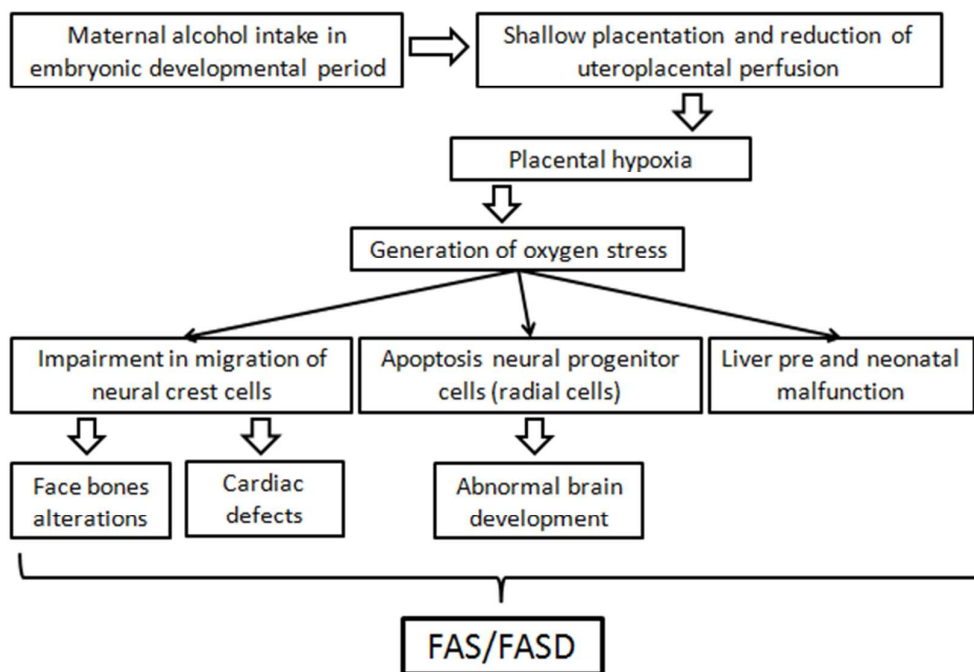 Maternal alcohol intake in
embryonic developmental period
Shallow placentation and reduction of
uteroplacental perfusion
Placental hypoxia
Generation of oxygen stress
Impairment in migration of
neural crest cells
Apoptosis neural progenitor
cells (radial cells)
Liver pre and neonatal
malfunction
Face bones
alterations
Cardiac
defects
Abnormal brain
development
FAS/FASD